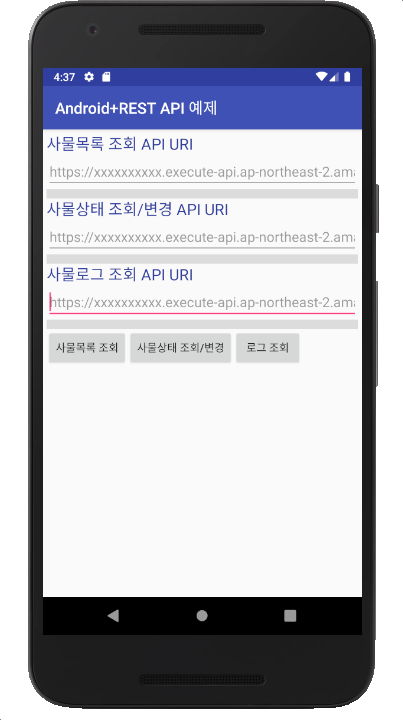 4:37
Android+REST API 예제
사물목록 조회 API URI
https://xxxxxxxxxx.execute-api.ap-northeast-2.ama
사물상태 조회/변경 API URI
https://xxxxxxxxxx.execute-api.ap-northeast-2.ama
사물로그 조회 API URI
https://xxxxxxxxxx.execute-api.ap-northeast-2.ama
사물목록 조회 사물상태 조회/변경 로그 조회